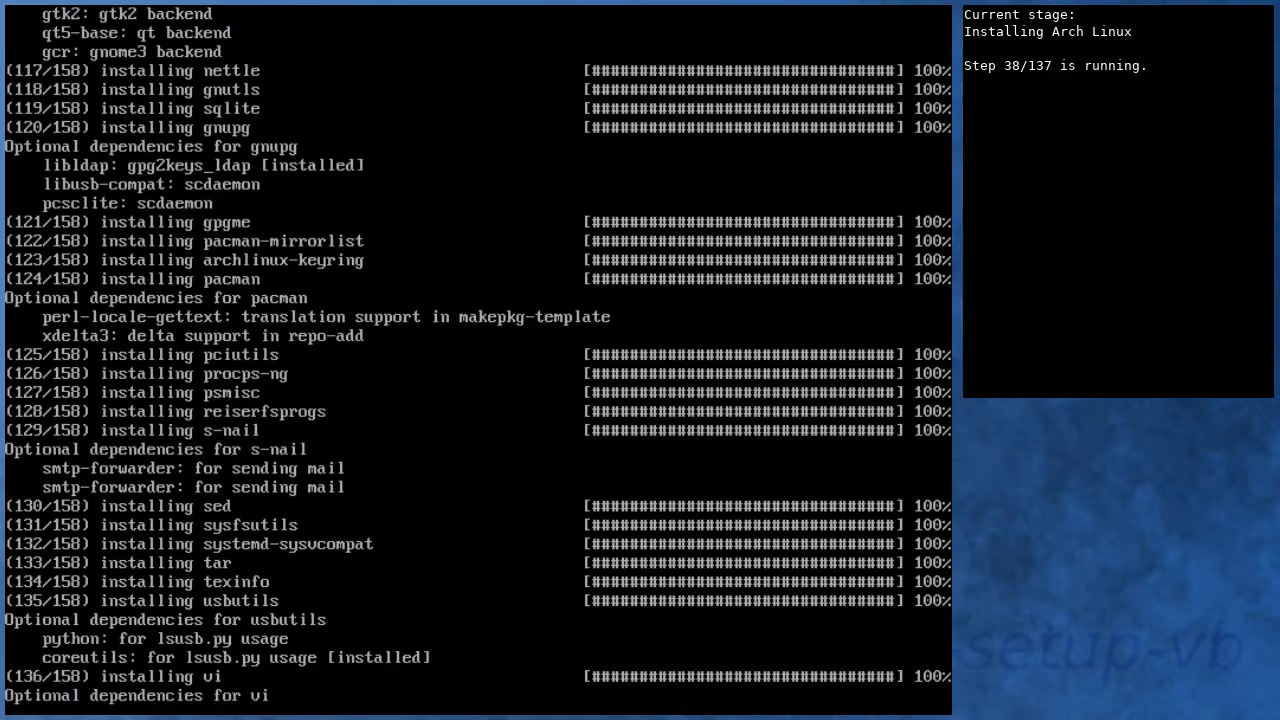 gtk2: gtk2 backend
    qt5-base: qt backend
    gcr: gnome3 backend
(117/158) installing nettle [################################] 100%
(118/158) installing gnutls [################################] 100%
(119/158) installing sqlite [################################] 100%
(120/158) installing gnupg [################################] 100%
Optional dependencies for gnupg
    libldap: gpg2keys_ldap [installed]
    libusb-compat: scdaemon
    pcsclite: scdaemon
(121/158) installing gpgme [################################] 100%
(122/158) installing pacman-mirrorlist [################################] 100%
(123/158) installing archlinux-keyring [################################] 100%
(124/158) installing pacman [################################] 100%
Optional dependencies for pacman
    perl-locale-gettext: translation support in makepkg-template
    xdelta3: delta support in repo-add
(125/158) installing pciutils [################################] 100%
(126/158) installing procps-ng [################################] 100%
(127/158) installing psmisc [################################] 100%
(128/158) installing reiserfsprogs [################################] 100%
(129/158) installing s-nail [################################] 100%
Optional dependencies for s-nail
    smtp-forwarder: for sending mail
    smtp-forwarder: for sending mail
(130/158) installing sed [################################] 100%
(131/158) installing sysfsutils [################################] 100%
(132/158) installing systemd-sysvcompat [################################] 100%
(133/158) installing tar [################################] 100%
(134/158) installing texinfo [################################] 100%
(135/158) installing usbutils [################################] 100%
Optional dependencies for usbutils
    python: for lsusb.py usage
    coreutils: for lsusb.py usage [installed]
(136/158) installing vi [################################] 100%
Optional dependencies for vi
Current stage:
Installing Arch Linux
Step 38/137 is running.
setup-vb